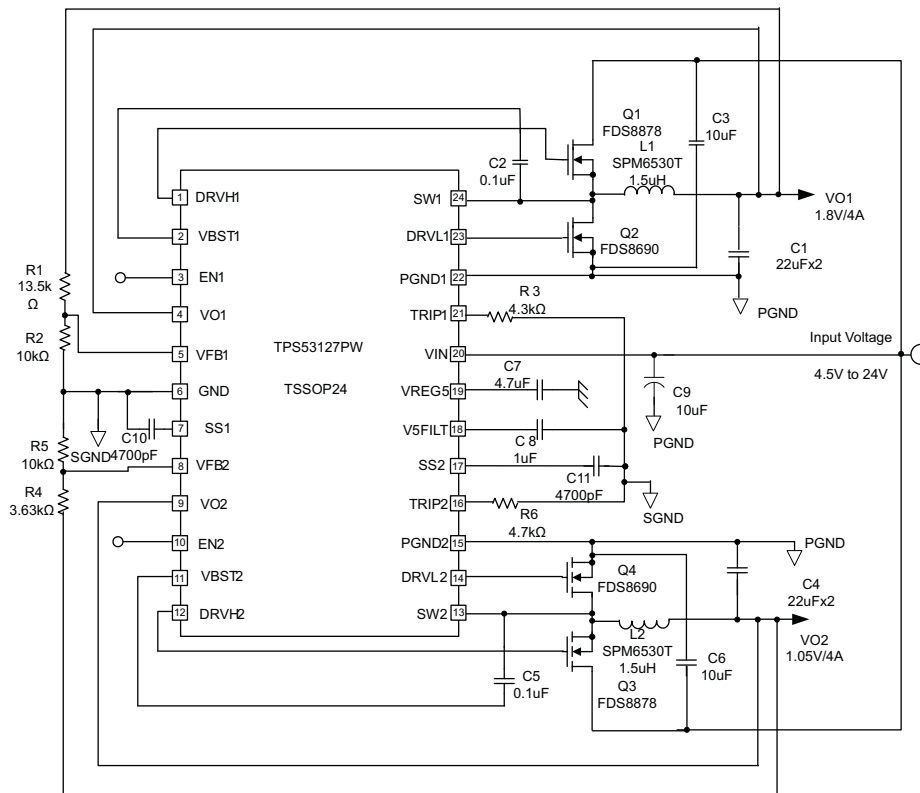 Q1
FDS8878
L1
SPM6530T
1.5uH
C3
10uF
C2
0.1uF
1
DRVH1
SW1
24
VO1
1.8V/4A
2
VBST1
DRVL1
23
Q2
FDS8690
C1
22uFx2
R1
13.5k
Ω
3
EN1
PGND1
22
PGND
4
VO1
TRIP1
21
R 3
4.3kΩ
R2
10kΩ
5
VFB1
TPS53127PW
VIN
20
Input Voltage
4.5V to 24V
6
GND
TSSOP24
VREG5
19
C7
4.7uF
C9
10uF
PGND
SGND
C10
4700pF
7
SS1
V5FILT
18
C 8
1uF
R5
10kΩ
8
VFB2
SS2
17
C11
4700pF
R4
3.63kΩ
9
VO2
TRIP2
16
R6
4.7kΩ
SGND
10
EN2
PGND2
15
PGND
11
VBST2
DRVL2
14
Q4
FDS8690
C4
22uFx2
12
DRVH2
SW2
13
L2
SPM6530T
1.5uH
VO2
1.05V/4A
C5
0.1uF
Q3
FDS8878
C6
10uF